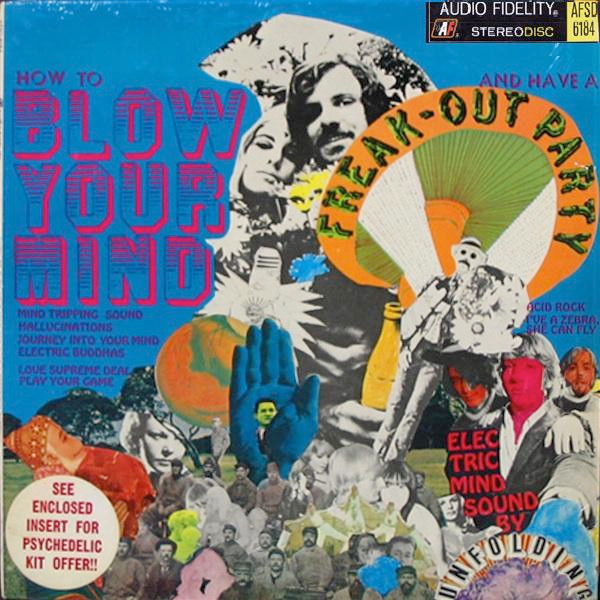 AUDIO FIDELITY.
AFSD
6184
AF
STEREODISC
HOW TO
BLOW
YOUR
MIND
AND HAVE A
FREAK-OUT PARTY
MIND TRIPPING SOUND
HALLUCINATIONS
JOURNEY INTO YOUR MIND
ELECTRIC BUDDHAS
LOVE SUPREME DEAL
PLAY YOUR GAME
ACID ROCK
I'VE A ZEBRA,
SHE CAN FLY
ELEC
TRIC
MIND
SOUND
BY
UNFOLDING
SEE
ENCLOSED
INSERT FOR
PSYCHEDELIC
KIT OFFER!!